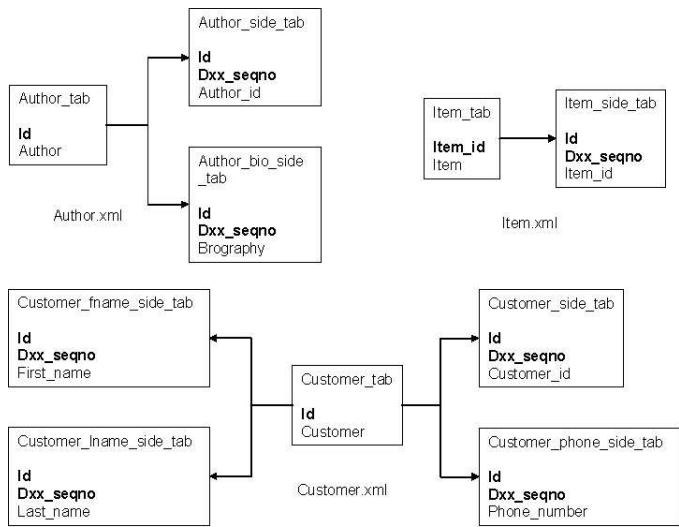 Author_side_tab
Id
Dxx_seqno
Author_id
Author_tab
Id
Author
Author_bio_side
_tab
Id
Dxx_seqno
Brography
Author.xml
Item_tab
Item_id
Item
Item_side_tab
Id
Dxx_seqno
Item_id
Item.xml
Customer_fname_side_tab
Id
Dxx_seqno
First_name
Customer_lname_side_tab
Id
Dxx_seqno
Last_name
Customer_tab
Id
Customer
Customer.xml
Customer_side_tab
Id
Dxx_seqno
Customer_id
Customer_phone_side_tab
Id
Dxx_seqno
Phone_number